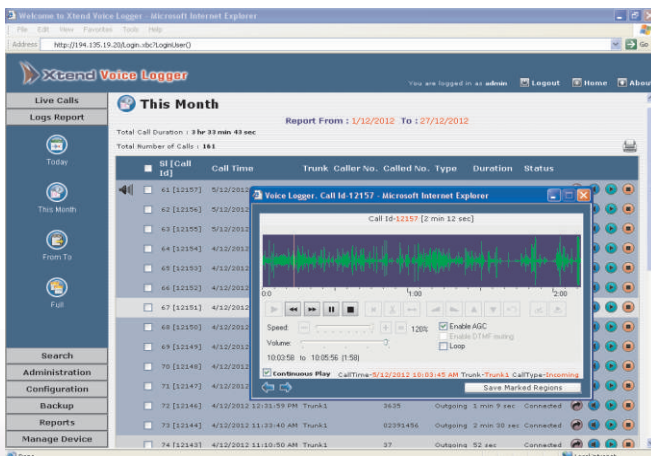 Welcome to Xtend Voice Logger - Microsoft Internet Explorer
File Edit View Favorites Tools Help
Address http://194.135.19.20/Login.xbc?LoginUser() Go
Xtend Voice Logger
You are logged in as admin Logout Home About
Live Calls
Logs Report
Today
This Month
From To
Full
Search
Administration
Configuration
Backup
Reports
Manage Device
This Month
Report From : 1/12/2012 To : 27/12/2012
Total Call Duration : 3 hr 33 min 43 sec
Total Number of Calls : 161
Sl [Call Id] Call Time Trunk Caller No. Called No. Type Duration Status
61 [12157] 5/12/2012
62 [12156] 5/12/2012
63 [12155] 5/12/2012
64 [12154] 4/12/2012
65 [12153] 4/12/2012
66 [12152] 4/12/2012
67 [12151] 4/12/2012
68 [12150] 4/12/2012
69 [12149] 4/12/2012
70 [12148] 4/12/2012
71 [12147] 4/12/2012
72 [12146] 4/12/2012 12:31:59 PM Trunk1 3635 Outgoing 1 min 9 sec Connected
73 [12144] 4/12/2012 11:33:40 AM Trunk1 02391456 Outgoing 2 min 30 sec Connected
74 [12143] 4/12/2012 11:10:50 AM Trunk1 37 Outgoing 52 sec Connected
Voice Logger. Call Id-12157 - Microsoft Internet Explorer
Call Id-12157 [2 min 12 sec]
0:0 1:00 2:00
Speed: 128% Enable AGC
Enable DTMF muting
Volume: Loop
10:03:58 to 10:05:56 (1:58)
Continuous Play CallTime-5/12/2012 10:03:45 AM Trunk-Trunk1 CallType-Incoming
Save Marked Regions
Done Local intranet